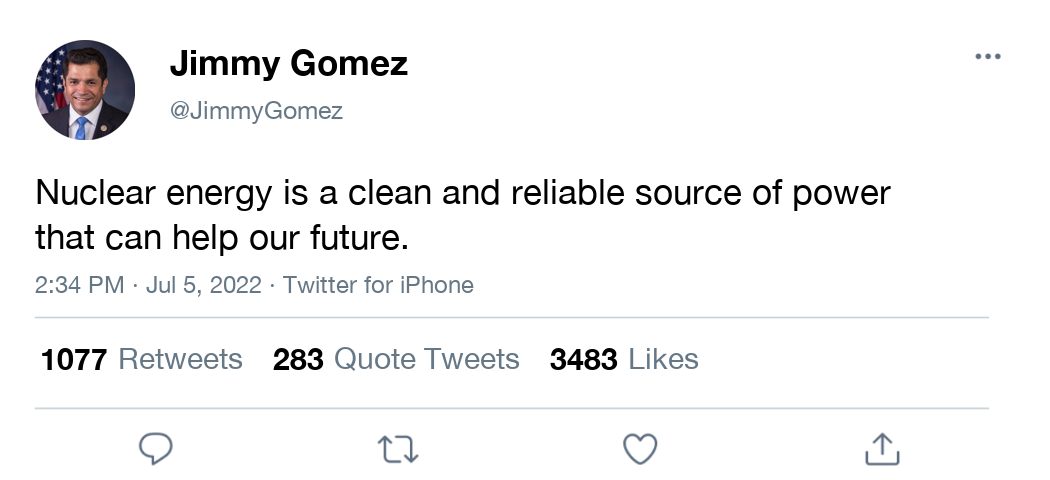 Jimmy Gomez
@JimmyGomez
Nuclear energy is a clean and reliable source of power
that can help our future.
2:34 PM · Jul 5, 2022 · Twitter for iPhone
1077 Retweets 283 Quote Tweets 3483 Likes